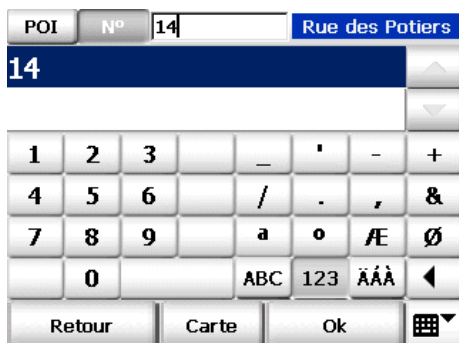 POI Nº 14 Rue des Potiers
14
1 2 3 _ ' - +
4 5 6 / . , &
7 8 9 ª º Æ Ø
0 ABC 123 ÄÁÀ
Retour Carte Ok